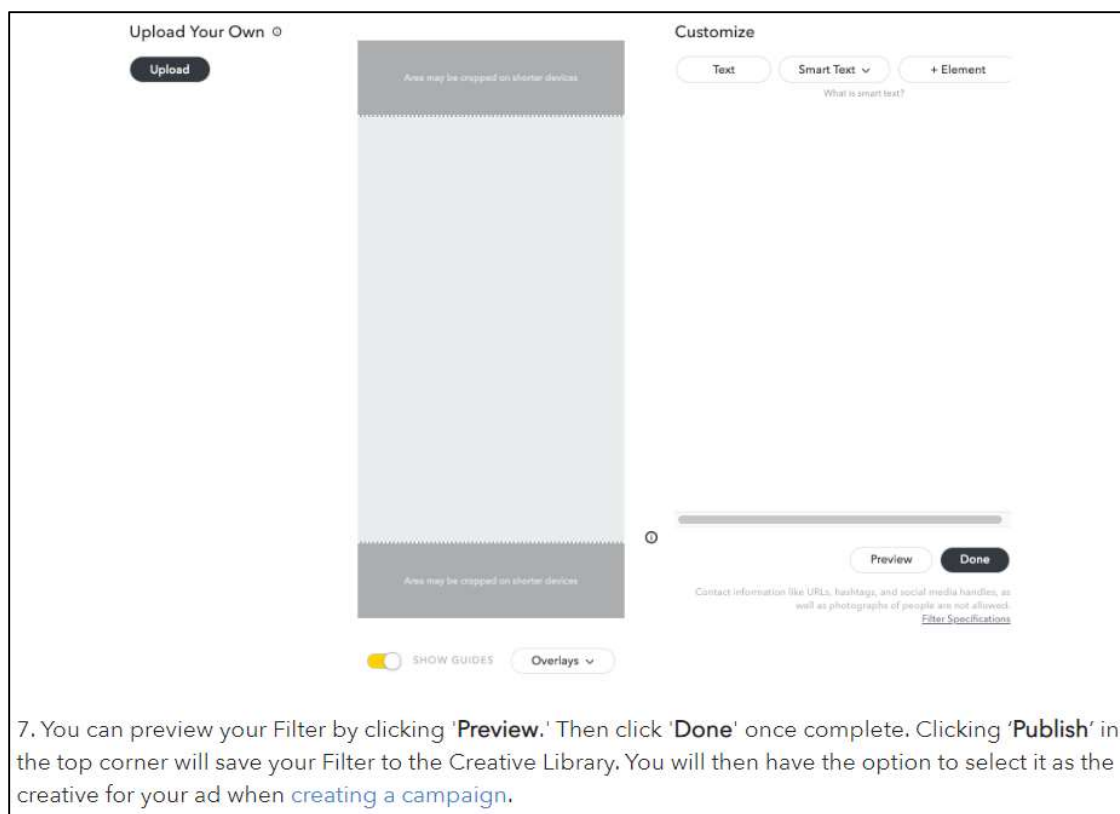 Upload Your Own
Upload
Area may be cropped on shorter devices
Customize
Text
Smart Text
+ Element
What is smart text?
Area may be cropped on shorter devices
SHOW GUIDES
Overlays
Preview
Done
Contact information like URLs, hashtags, and social media handles, as
well as photographs of people are not allowed.
Filter Specifications
7. You can preview your Filter by clicking 'Preview.' Then click 'Done' once complete. Clicking ‘Publish’ in
the top corner will save your Filter to the Creative Library. You will then have the option to select it as the
creative for your ad when creating a campaign.